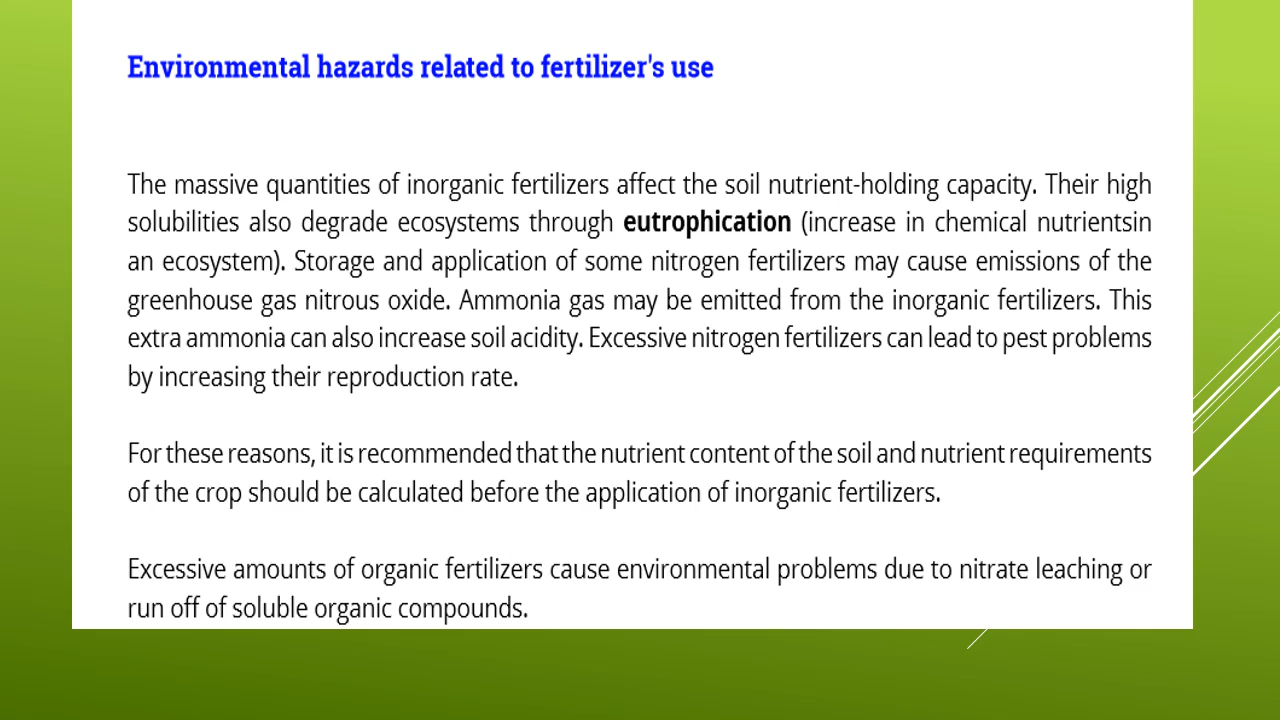 Environmental hazards related to fertilizer's use
The massive quantities of inorganic fertilizers affect the soil nutrient-holding capacity. Their high
solubilities also degrade ecosystems through eutrophication (increase in chemical nutrientsin
an ecosystem). Storage and application of some nitrogen fertilizers may cause emissions of the
greenhouse gas nitrous oxide. Ammonia gas may be emitted from the inorganic fertilizers. This
extra ammonia can also increase soil acidity. Excessive nitrogen fertilizers can lead to pest problems
by increasing their reproduction rate.
For these reasons, it is recommended that the nutrient content of the soil and nutrient requirements
of the crop should be calculated before the application of inorganic fertilizers.
Excessive amounts of organic fertilizers cause environmental problems due to nitrate leaching or
run off of soluble organic compounds.